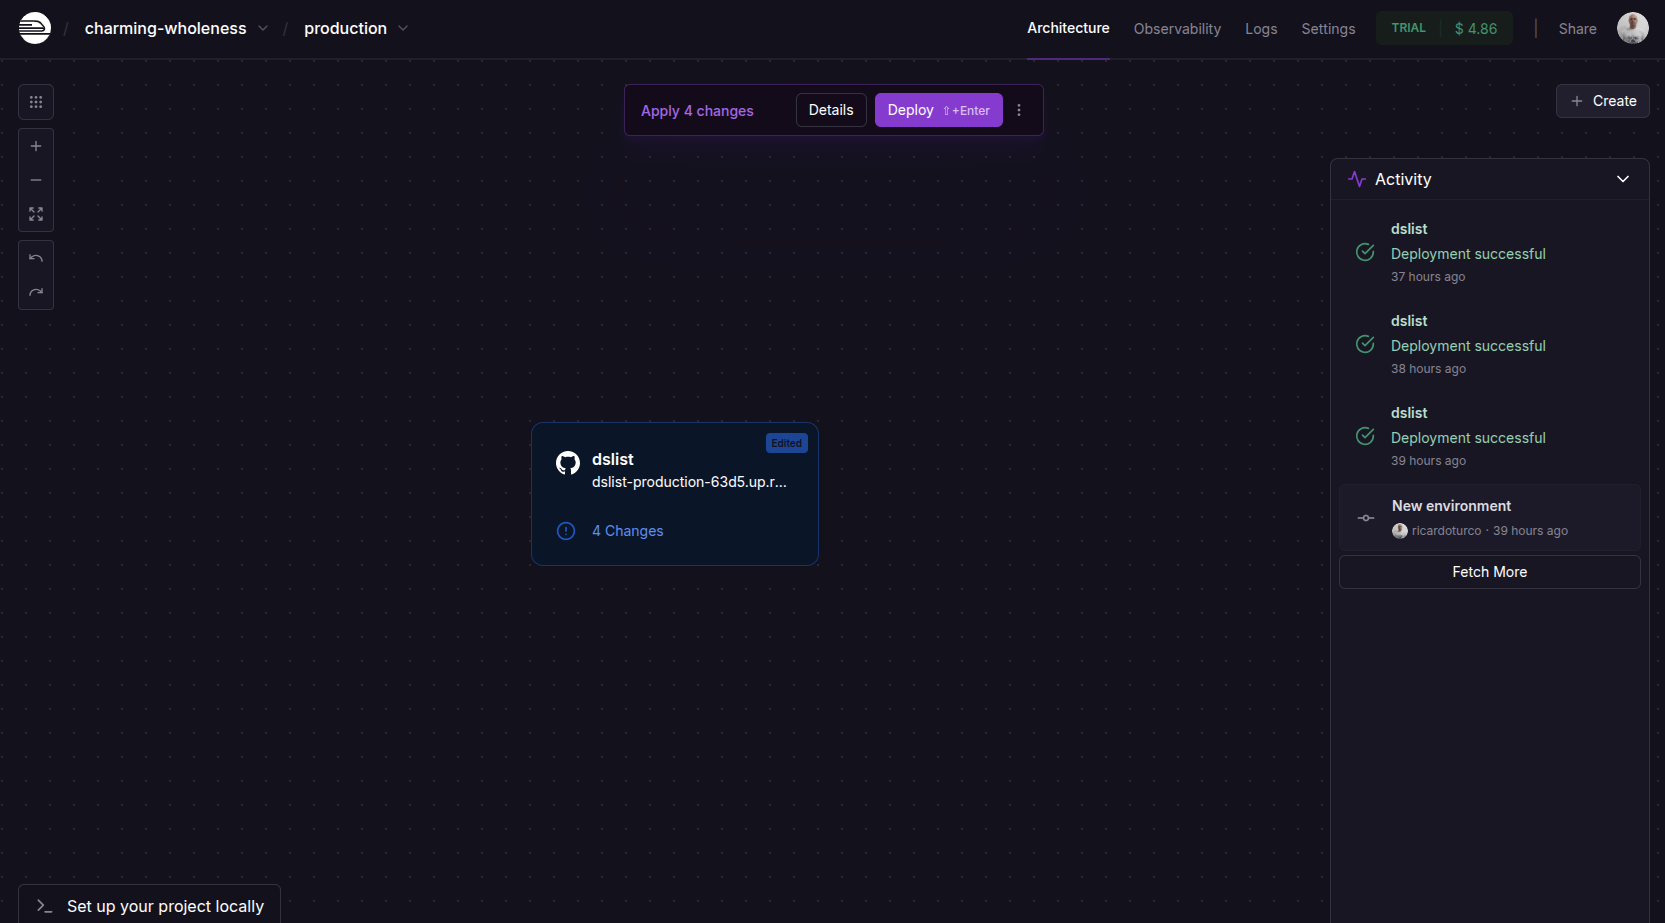 / charming-wholeness / production
Architecture Observability Logs Settings TRIAL $ 4.86 Share
Apply 4 changes Details Deploy ⇧+Enter
+ Create
Activity
dslist
Deployment successful
37 hours ago
dslist
Deployment successful
38 hours ago
dslist
Deployment successful
39 hours ago
New environment
ricardoturco · 39 hours ago
Fetch More
Edited
dslist
dslist-production-63d5.up.r...
4 Changes
Set up your project locally